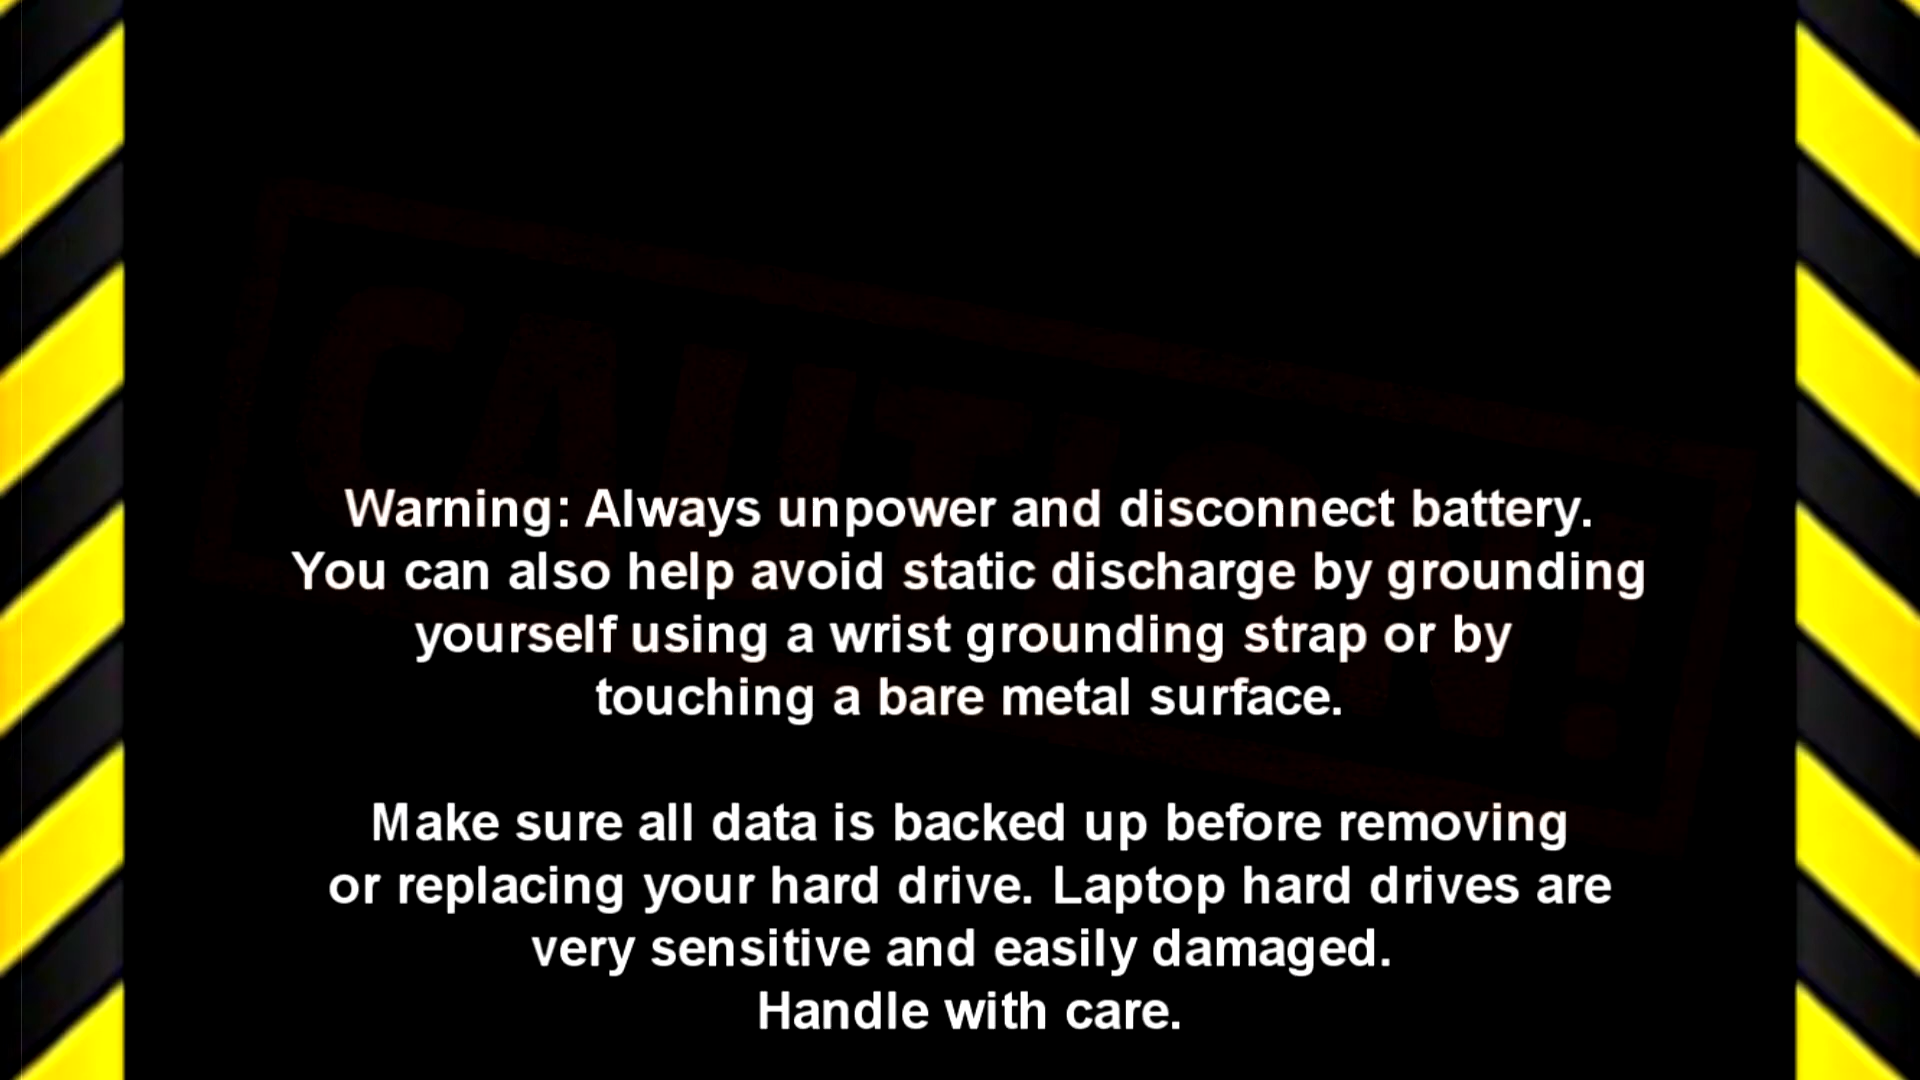 CAUTION!
Warning: Always unpower and disconnect battery.
You can also help avoid static discharge by grounding
yourself using a wrist grounding strap or by
touching a bare metal surface.
Make sure all data is backed up before removing
or replacing your hard drive. Laptop hard drives are
very sensitive and easily damaged.
Handle with care.